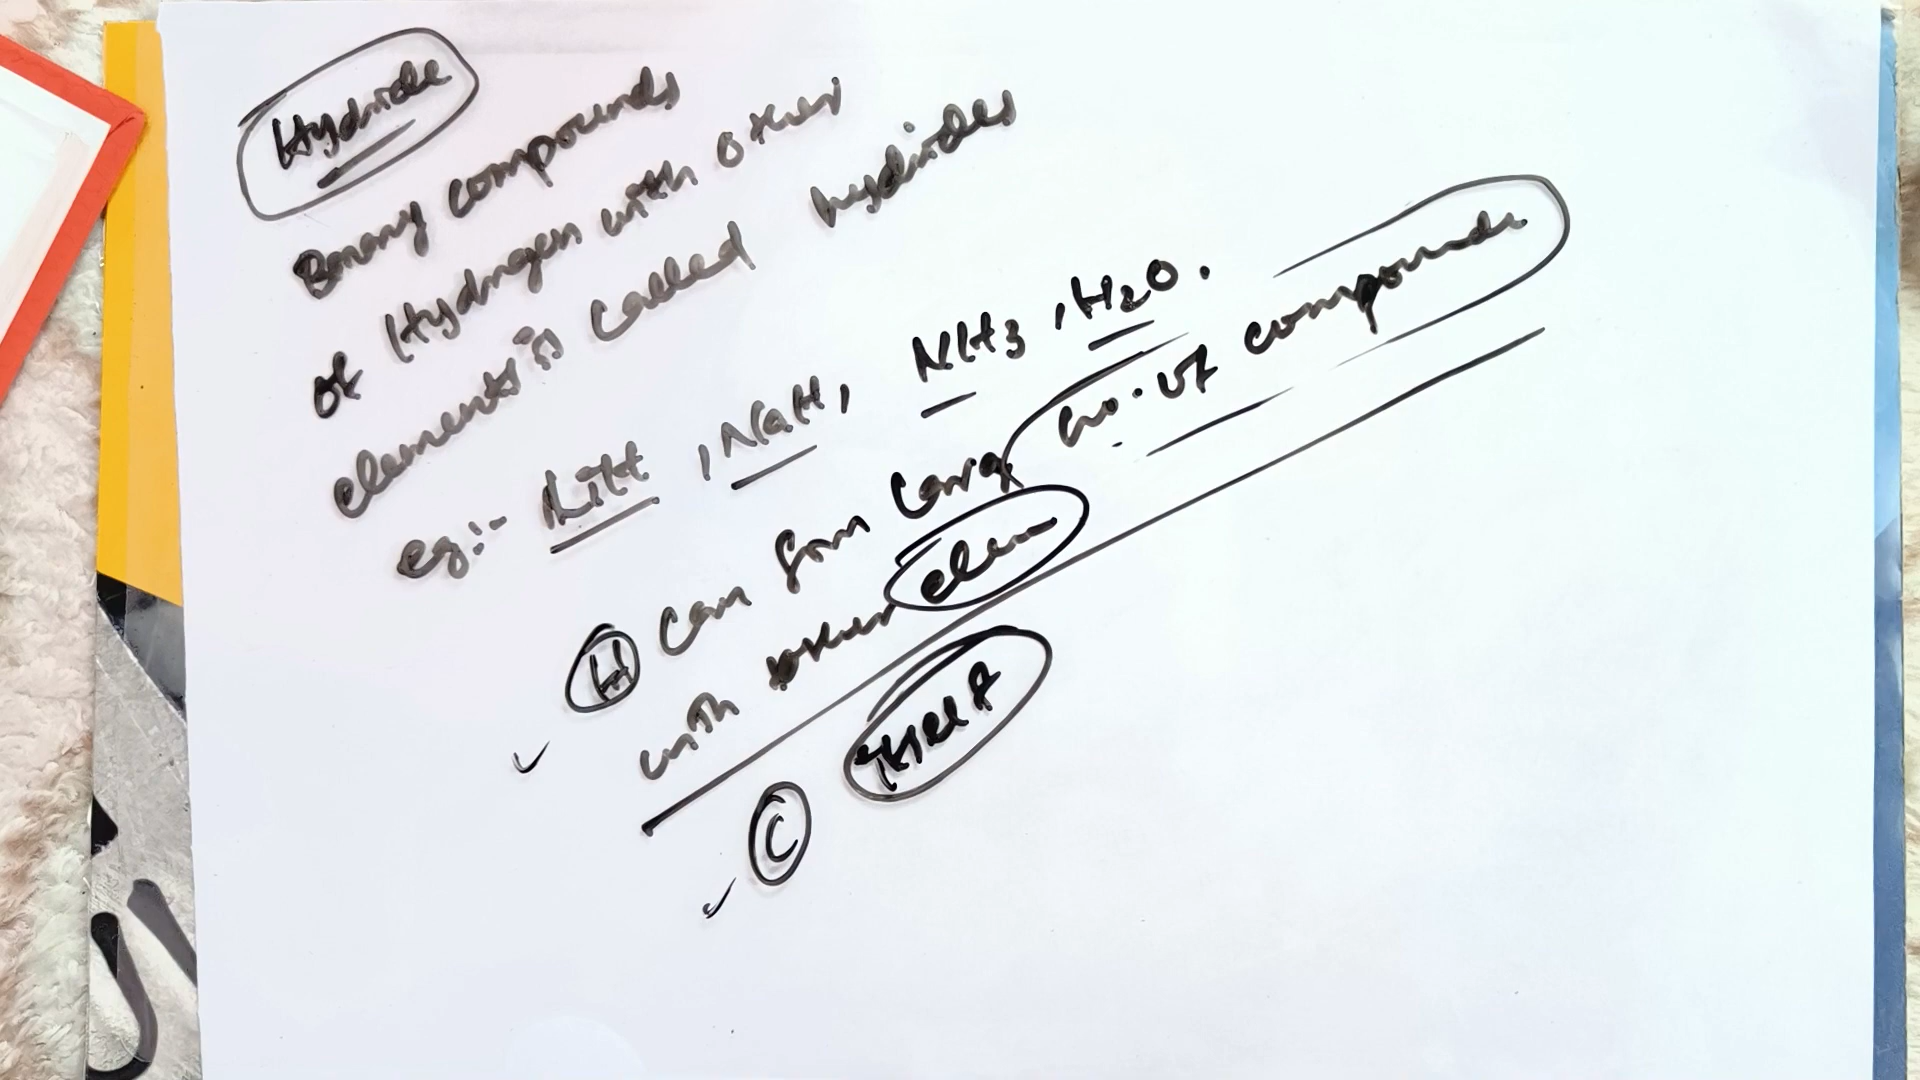 Hydride
Binary compounds
of Hydrogen with other
elements is called hydrides
eg:- LiH , NaH, NH3 , H2O.
H can form larg no. of compounds
with other elem
C